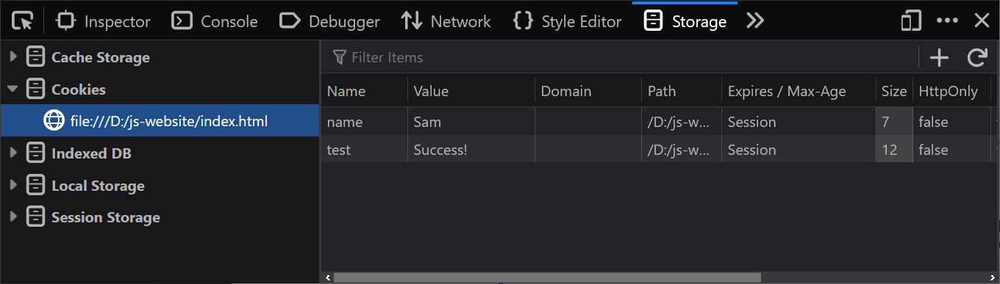 Inspector Console Debugger Network {} Style Editor Storage
Cache Storage
Cookies
file:///D:/js-website/index.html
Indexed DB
Local Storage
Session Storage
Filter Items
Name Value Domain Path Expires / Max-Age Size HttpOnly
name Sam /D:/js-w... Session 7 false
test Success! /D:/js-w... Session 12 false